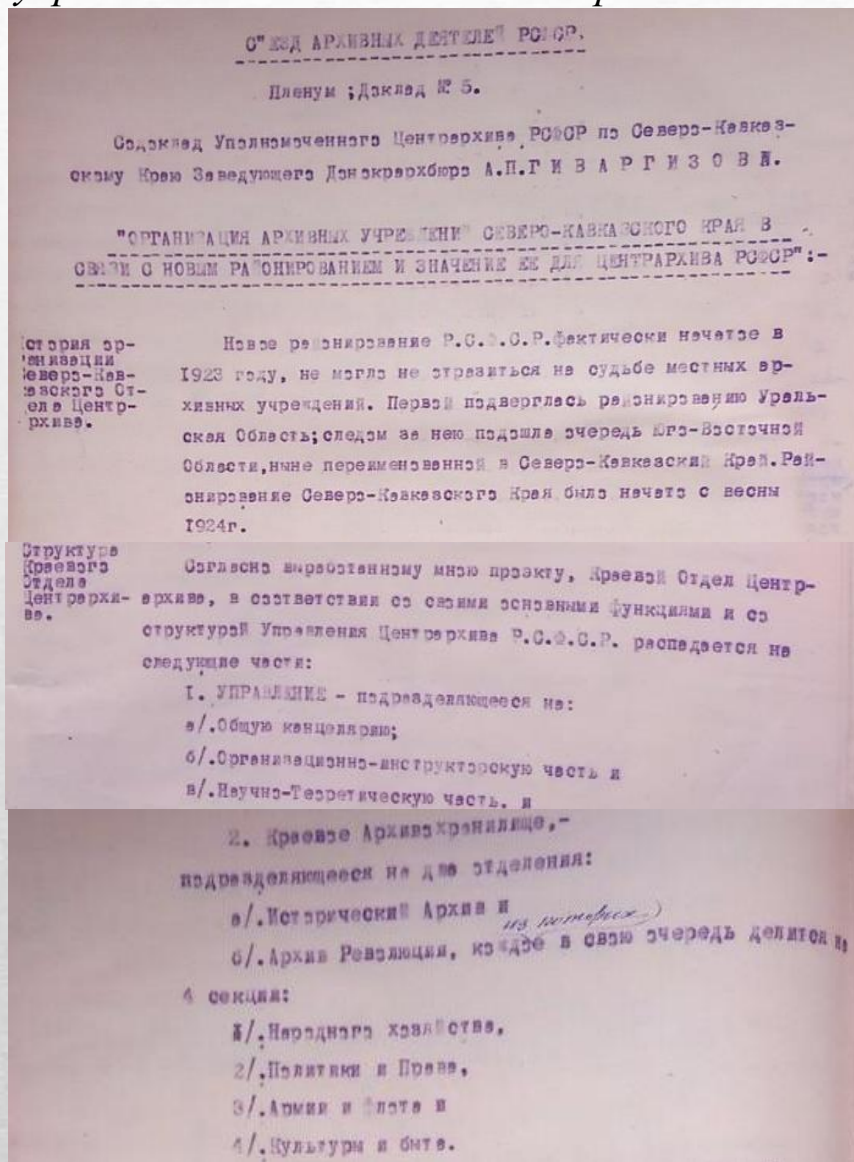 С"ЕЗД АРХИВНЫХ ДЕЯТЕЛЕЙ РСФСР.
Пленум ;Доклад № 5.
Содоклад Уполномоченного Центрархива РСФСР по Северо-Кавказ-
скому Краю Заведующего Донокрархбюро А.П.Г И В А Р Г И З О В А.
"ОРГАНИЗАЦИЯ АРХИВНЫХ УЧРЕЖДЕНИЙ СЕВЕРО-КАВКАЗСКОГО КРАЯ В
СВЯЗИ С НОВЫМ РАЙОНИРОВАНИЕМ И ЗНАЧЕНИЕ ЕЕ ДЛЯ ЦЕНТРАРХИВА РСФСР":-
стория ор-
ганизации
Северо-Кав-
казского От-
дела Центр-
рхива.
Новое районирование Р.С.Ф.С.Р.фактически начатое в
1923 году, не могло не отразиться на судьбе местных ар-
хивных учреждений. Первой подверглась районированию Ураль-
ская Область;следом за нею подошла очередь Юго-Восточной
Области,ныне переименованной в Северо-Кавказский Край.Рай-
онирование Северо-Кавказского Края было начато с весны
1924г.
Структура
Краевого
Отдела
Центрархи-
ва.
Согласно выработанному мною проэкту, Краевой Отдел Центр-
архива, в соответствии со своими основными функциями и со
структурой Управления Центрархива Р.С.Ф.С.Р. распадается на
следующие части:
I. УПРАВЛЕНИЕ - подразделяющееся на:
а/.Общую канцелярию;
б/.Организационно-инструкторскую часть и
в/.Научно-Теоретическую часть. и
2. Краевое Архивохранилище,-
подразделяющееся на два отделения:
а/.Исторический Архив и
из которых
б/.Архив Революции, каждое в свою очередь делится на
4 секции:
1/.Народного хозяйства,
2/.Политики и Права,
3/.Армии и Флота и
4/.Культуры и быта.